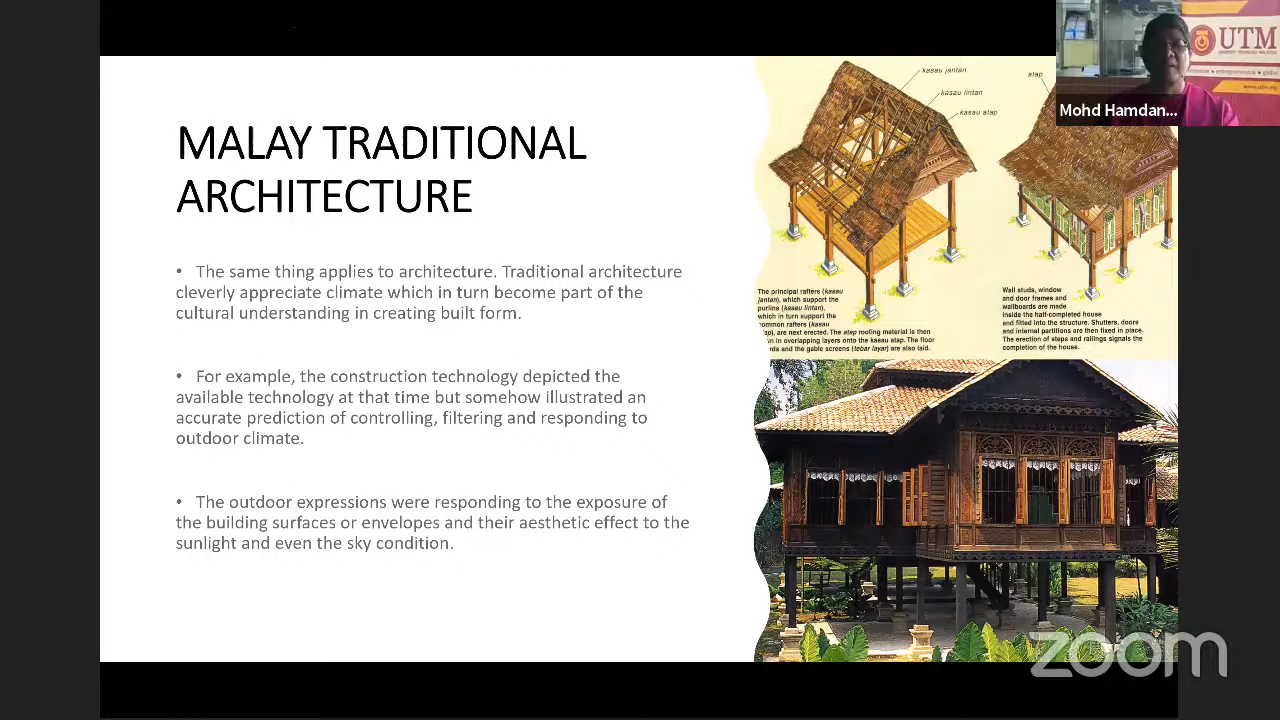 MALAY TRADITIONAL
ARCHITECTURE
• The same thing applies to architecture. Traditional architecture
cleverly appreciate climate which in turn become part of the
cultural understanding in creating built form.
• For example, the construction technology depicted the
available technology at that time but somehow illustrated an
accurate prediction of controlling, filtering and responding to
outdoor climate.
• The outdoor expressions were responding to the exposure of
the building surfaces or envelopes and their aesthetic effect to the
sunlight and even the sky condition.
kasau jantan
kasau lintan
kasau atap
atap
The principal rafters (kasau
jantan), which support the
purlins (kasau lintan),
which in turn support the
are next erected. The atap roofing material is then
in overlapping layers onto the kasau atap. The floor
and the gable screens (tebar layar) are also laid.
Wall studs, window
and door frames and
wallboards are made
inside the half-completed house
and fitted into the structure. Shutters, doors
and internal partitions are then fixed in place.
The erection of steps and railings signals the
completion of the house.
UTM
Mohd Hamdan...
zoom